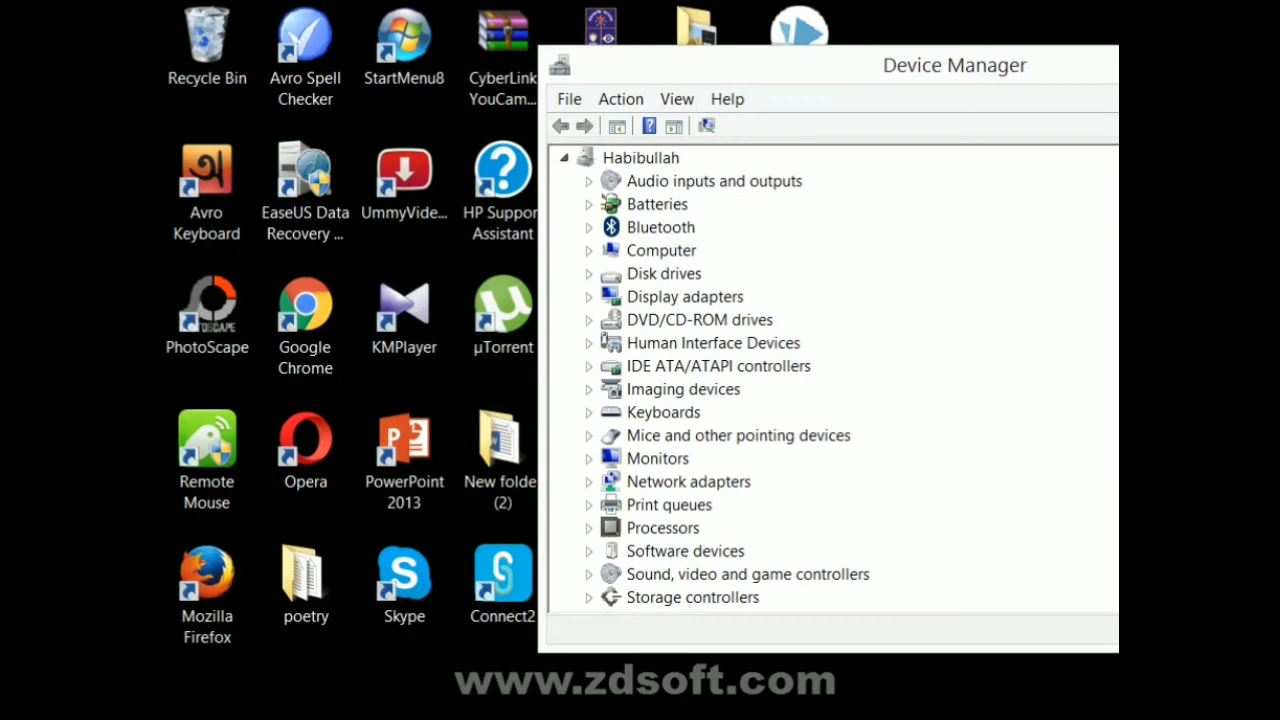 Recycle Bin
Avro Spell
Checker
StartMenu8
CyberLink
YouCam...
Avro
Keyboard
EaseUS Data
Recovery ...
UmmyVide...
HP Suppor
Assistant
PhotoScape
Google
Chrome
KMPlayer
µTorrent
Remote
Mouse
Opera
PowerPoint
2013
New folde
(2)
Mozilla
Firefox
poetry
Skype
Connect2
Device Manager
File Action View Help
Habibullah
Audio inputs and outputs
Batteries
Bluetooth
Computer
Disk drives
Display adapters
DVD/CD-ROM drives
Human Interface Devices
IDE ATA/ATAPI controllers
Imaging devices
Keyboards
Mice and other pointing devices
Monitors
Network adapters
Print queues
Processors
Software devices
Sound, video and game controllers
Storage controllers
www.zdsoft.com